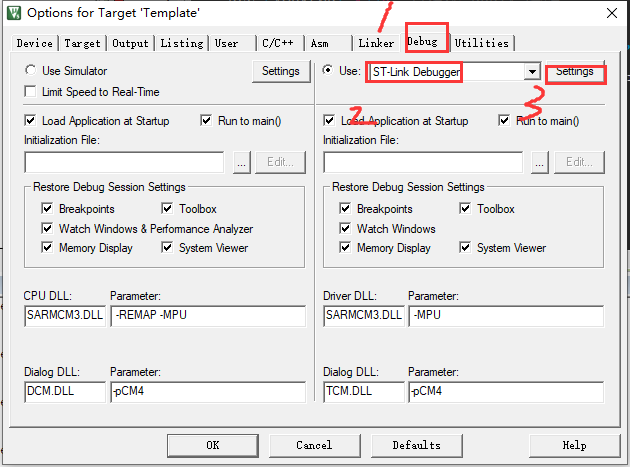 Options for Target 'Template'
1
Device Target Output Listing User C/C++ Asm Linker Debug Utilities
Use Simulator Settings Use: ST-Link Debugger Settings
Limit Speed to Real-Time
2 3
Load Application at Startup Run to main() Load Application at Startup Run to main()
Initialization File: Initialization File:
... Edit... ... Edit...
Restore Debug Session Settings Restore Debug Session Settings
Breakpoints Toolbox Breakpoints Toolbox
Watch Windows & Performance Analyzer Watch Windows
Memory Display System Viewer Memory Display System Viewer
CPU DLL: Parameter: Driver DLL: Parameter:
SARMCM3.DLL -REMAP -MPU SARMCM3.DLL -MPU
Dialog DLL: Parameter: Dialog DLL: Parameter:
DCM.DLL -pCM4 TCM.DLL -pCM4
OK Cancel Defaults Help